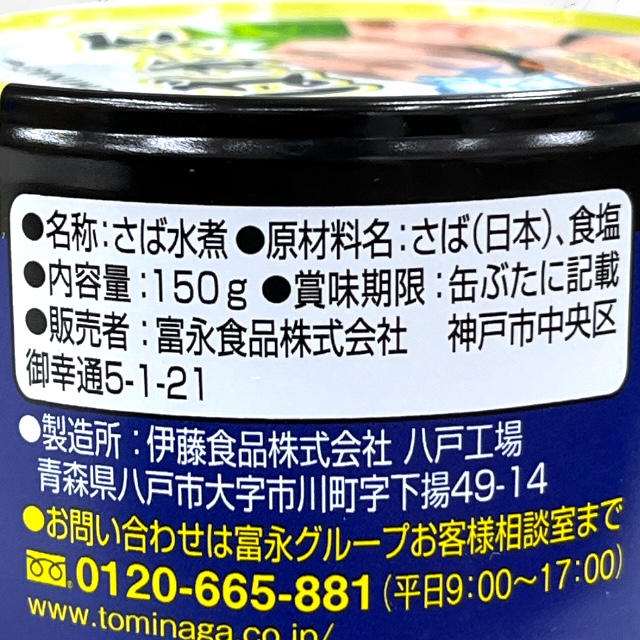 ●名称:さば水煮 ●原材料名:さば(日本)、食塩
●内容量:150g ●賞味期限:缶ぶたに記載
●販売者:富永食品株式会社 神戸市中央区
御幸通5-1-21
●製造所:伊藤食品株式会社 八戸工場
青森県八戸市大字市川町字下揚49-14
●お問い合わせは富永グループお客様相談室まで
0120-665-881(平日9:00〜17:00)
www.tominaga.co.jp/